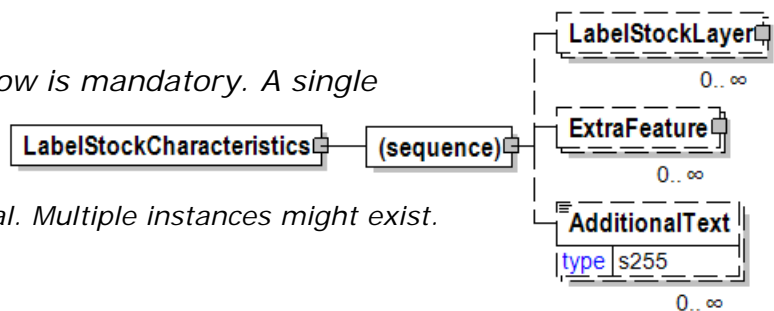 LabelStockLayer
0.. ∞
ow is mandatory. A single
ExtraFeature
LabelStockCharacteristics
(sequence)
0.. ∞
al. Multiple instances might exist.
AdditionalText
type s255
0.. ∞